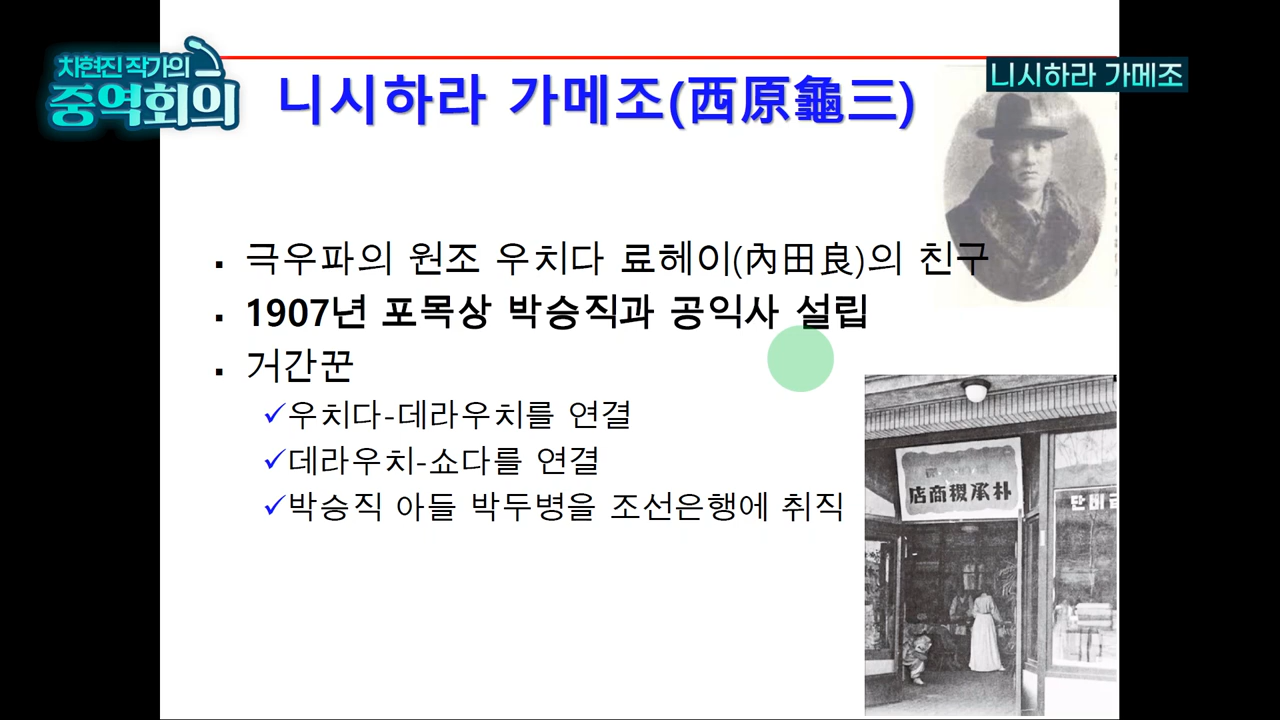 차현진 작가의
중역회의
니시하라 가메조
니시하라 가메조(西原龜三)
▪ 극우파의 원조 우치다 료헤이(內田良)의 친구
▪ 1907년 포목상 박승직과 공익사 설립
▪ 거간꾼
✓우치다-데라우치를 연결
✓데라우치-쇼다를 연결
✓박승직 아들 박두병을 조선은행에 취직
店商稷承朴
단비